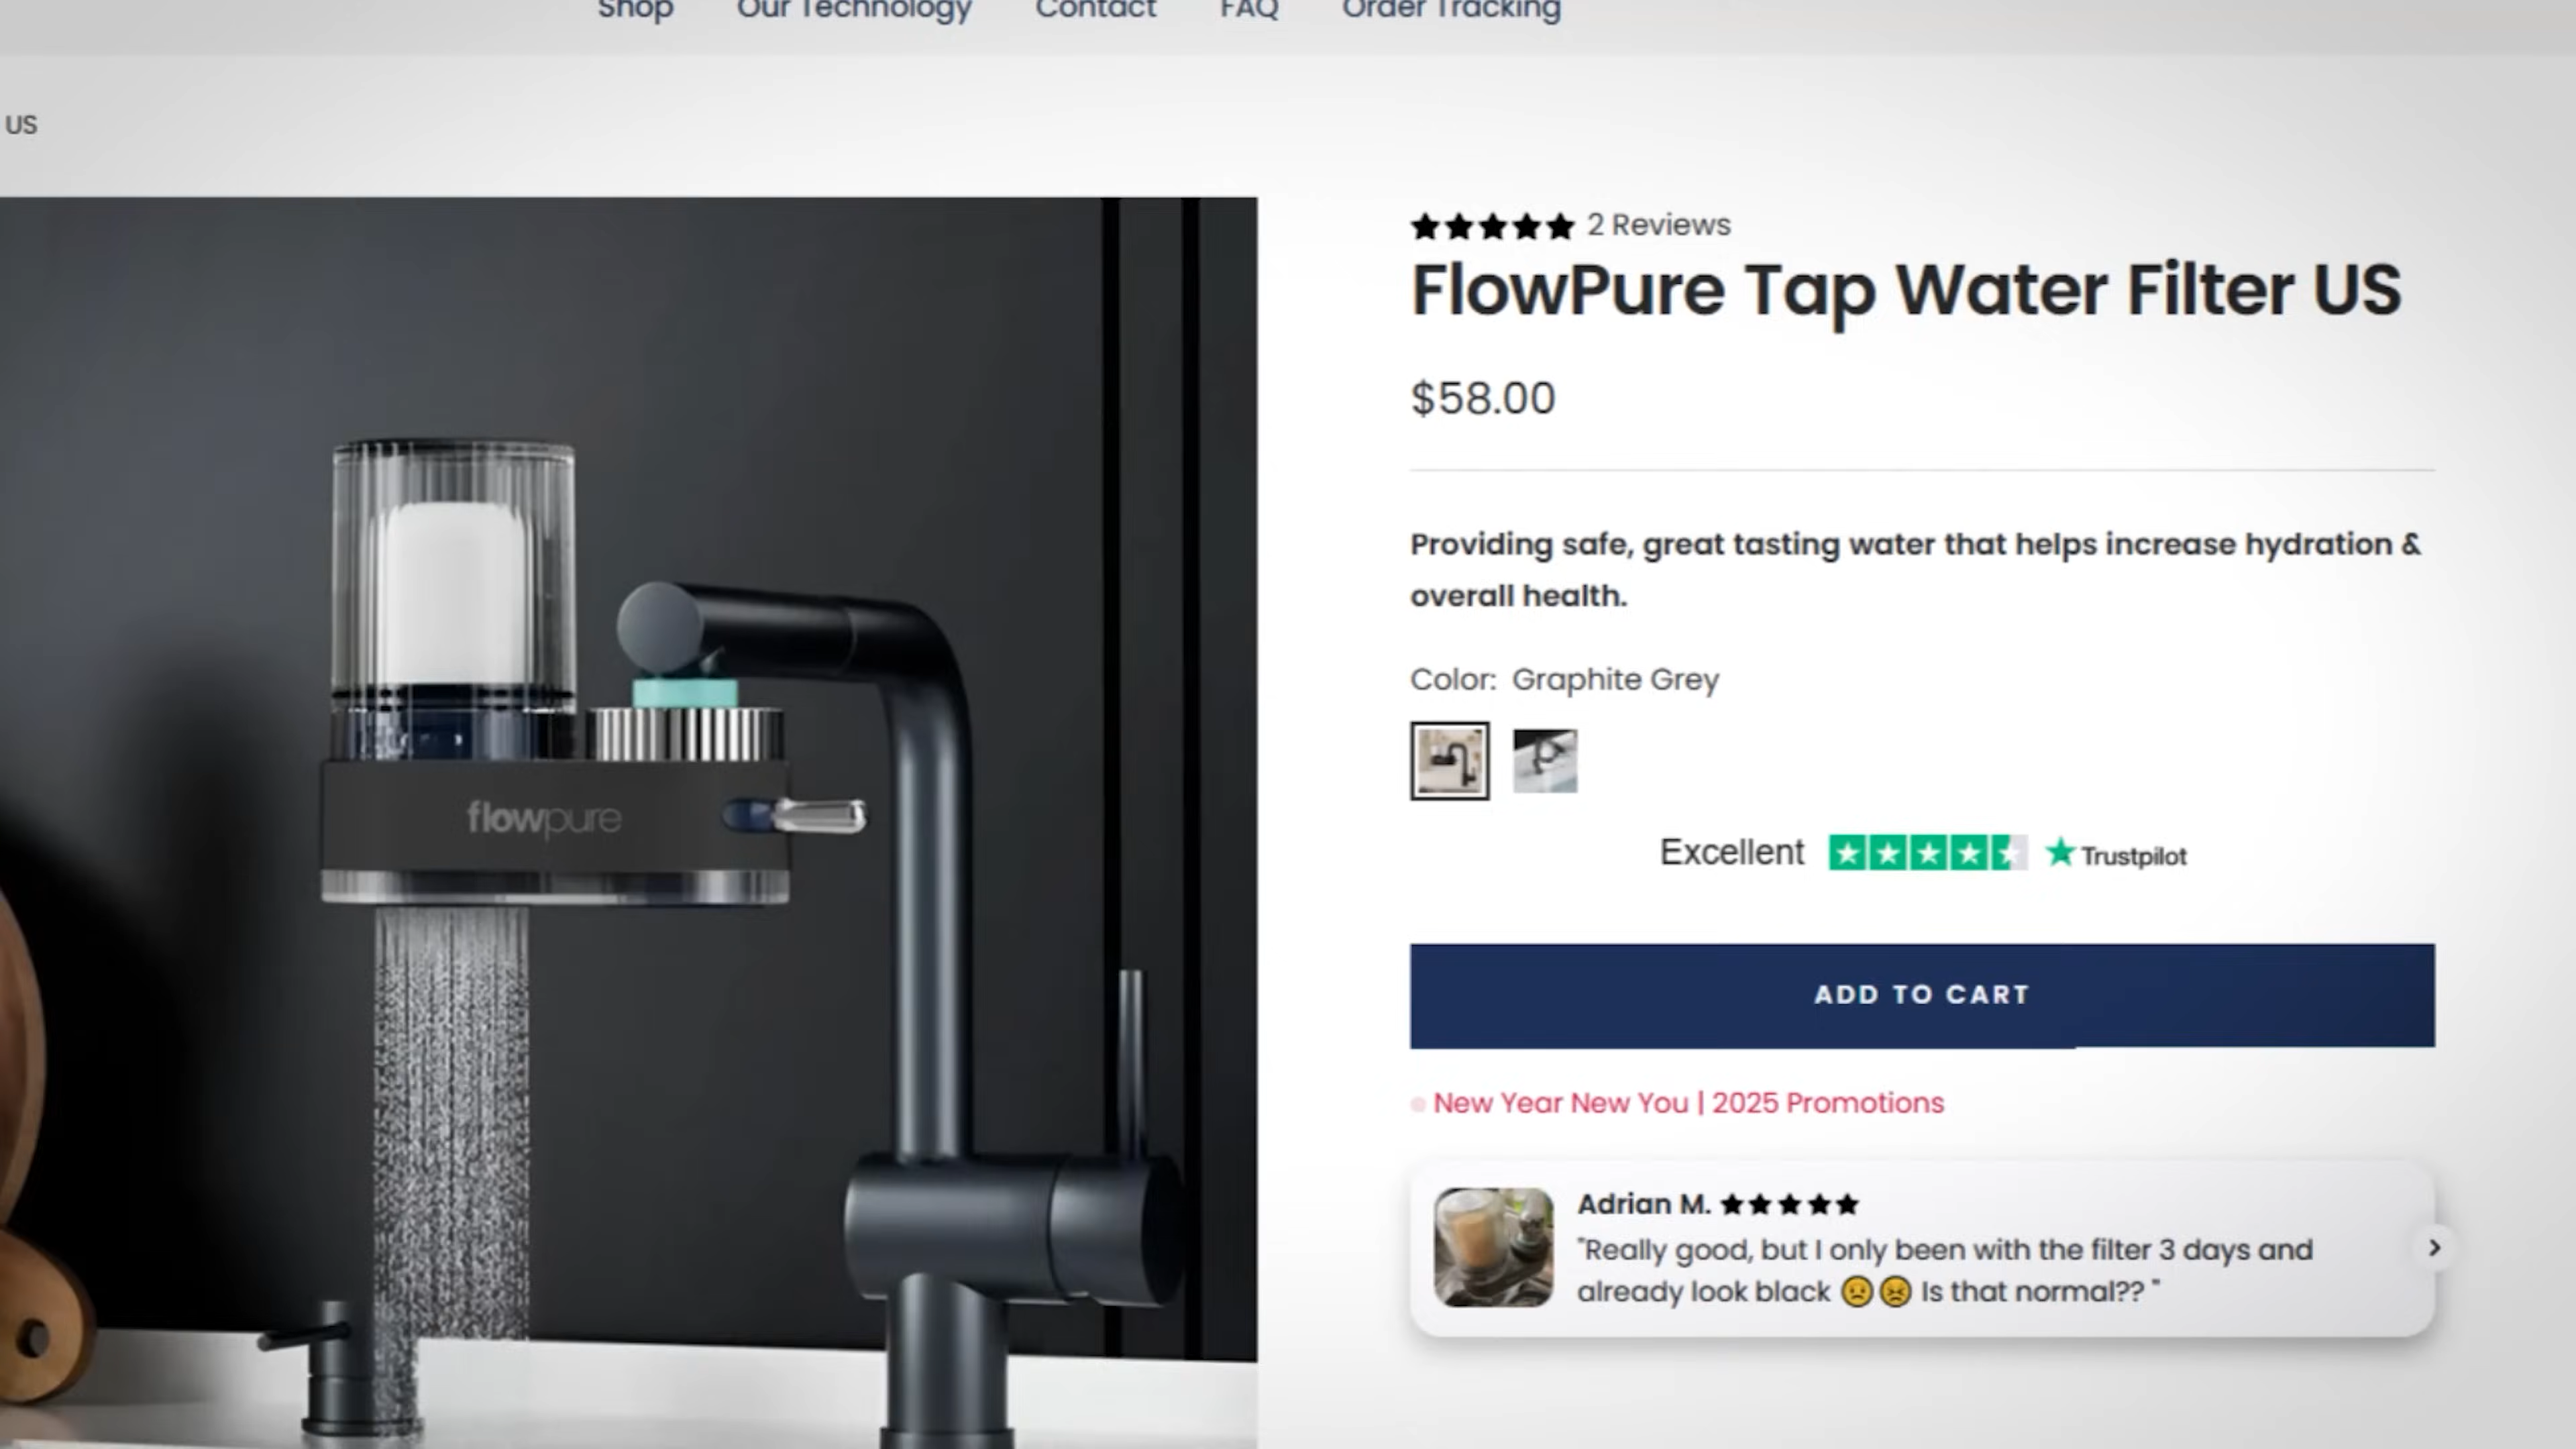 Shop Our Technology Contact FAQ Order Tracking
US
2 Reviews
FlowPure Tap Water Filter US
$58.00
Providing safe, great tasting water that helps increase hydration &
overall health.
Color: Graphite Grey
flowpure
Excellent Trustpilot
ADD TO CART
New Year New You | 2025 Promotions
Adrian M.
"Really good, but I only been with the filter 3 days and
already look black 😟😣 Is that normal?? "